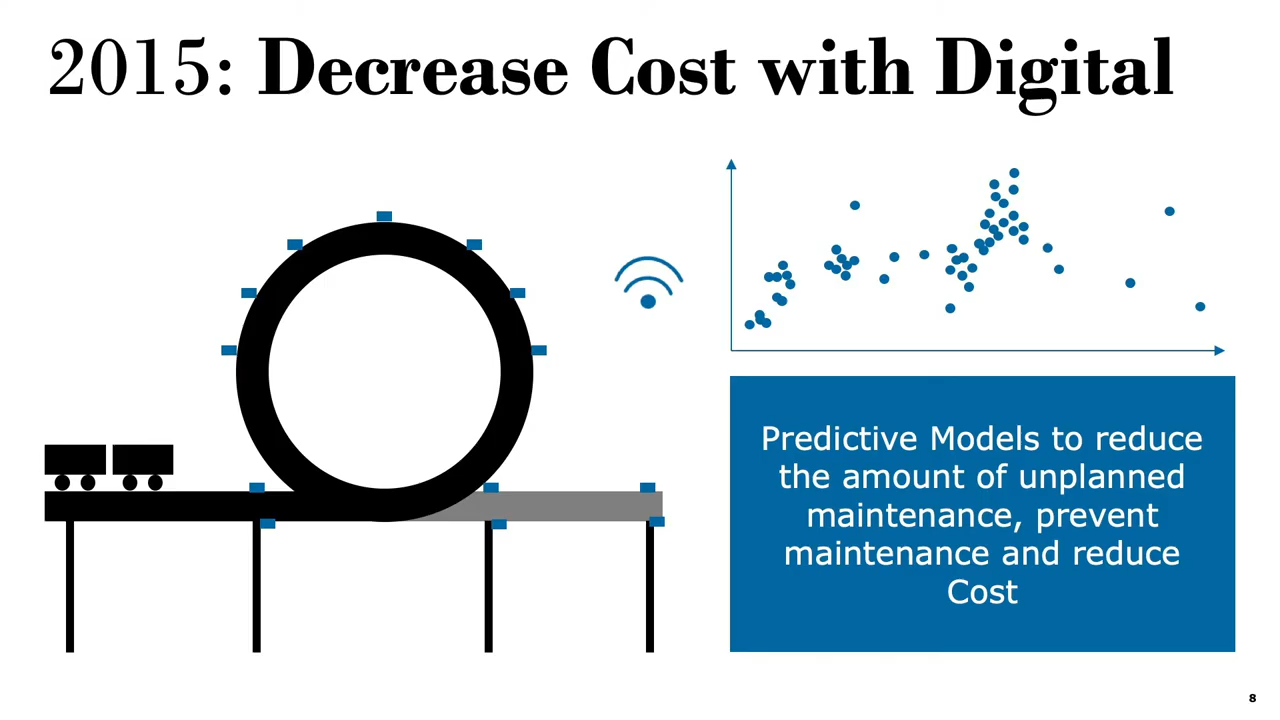 2015: Decrease Cost with Digital
Predictive Models to reduce
the amount of unplanned
maintenance, prevent
maintenance and reduce
Cost
8